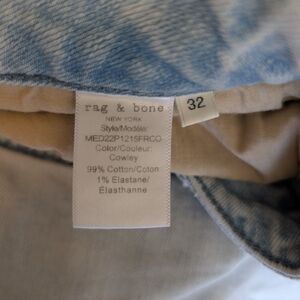 rag & bone
NEW YORK
Style/Modèle:
MED22P1215FRCO
Color/Couleur:
Cowley
99% Cotton/Coton
1% Elastane/
Elasthanne
32